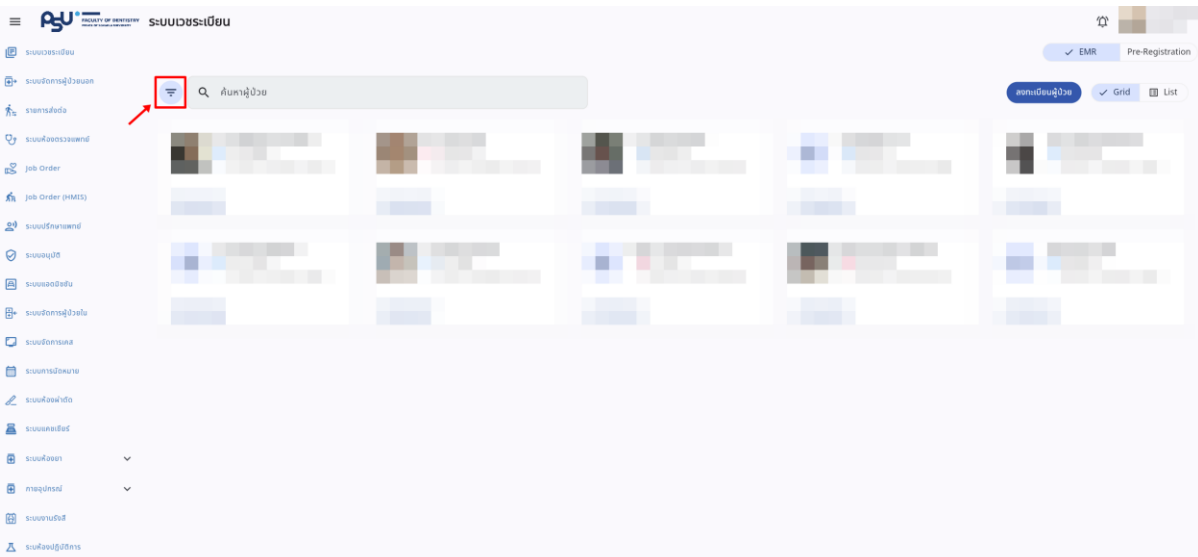 PSU FACULTY OF DENTISTRY
ระบบเวชระเบียน
ระบบเวชระเบียน
EMR
Pre-Registration
ระบบจัดการผู้ป่วยนอก
ค้นหาผู้ป่วย
ลงทะเบียนผู้ป่วย
Grid
List
รายการส่งต่อ
ระบบห้องตรวจแพทย์
Job Order
Job Order (HMIS)
ระบบปรึกษาแพทย์
ระบบอนุมัติ
ระบบแอดมิชชัน
ระบบจัดการผู้ป่วยใน
ระบบจัดการเคส
ระบบการนัดหมาย
ระบบห้องผ่าตัด
ระบบแคชเชียร์
ระบบห้องยา
กายอุปกรณ์
ระบบงานรังสี
ระบห้องปฏิบัติการ